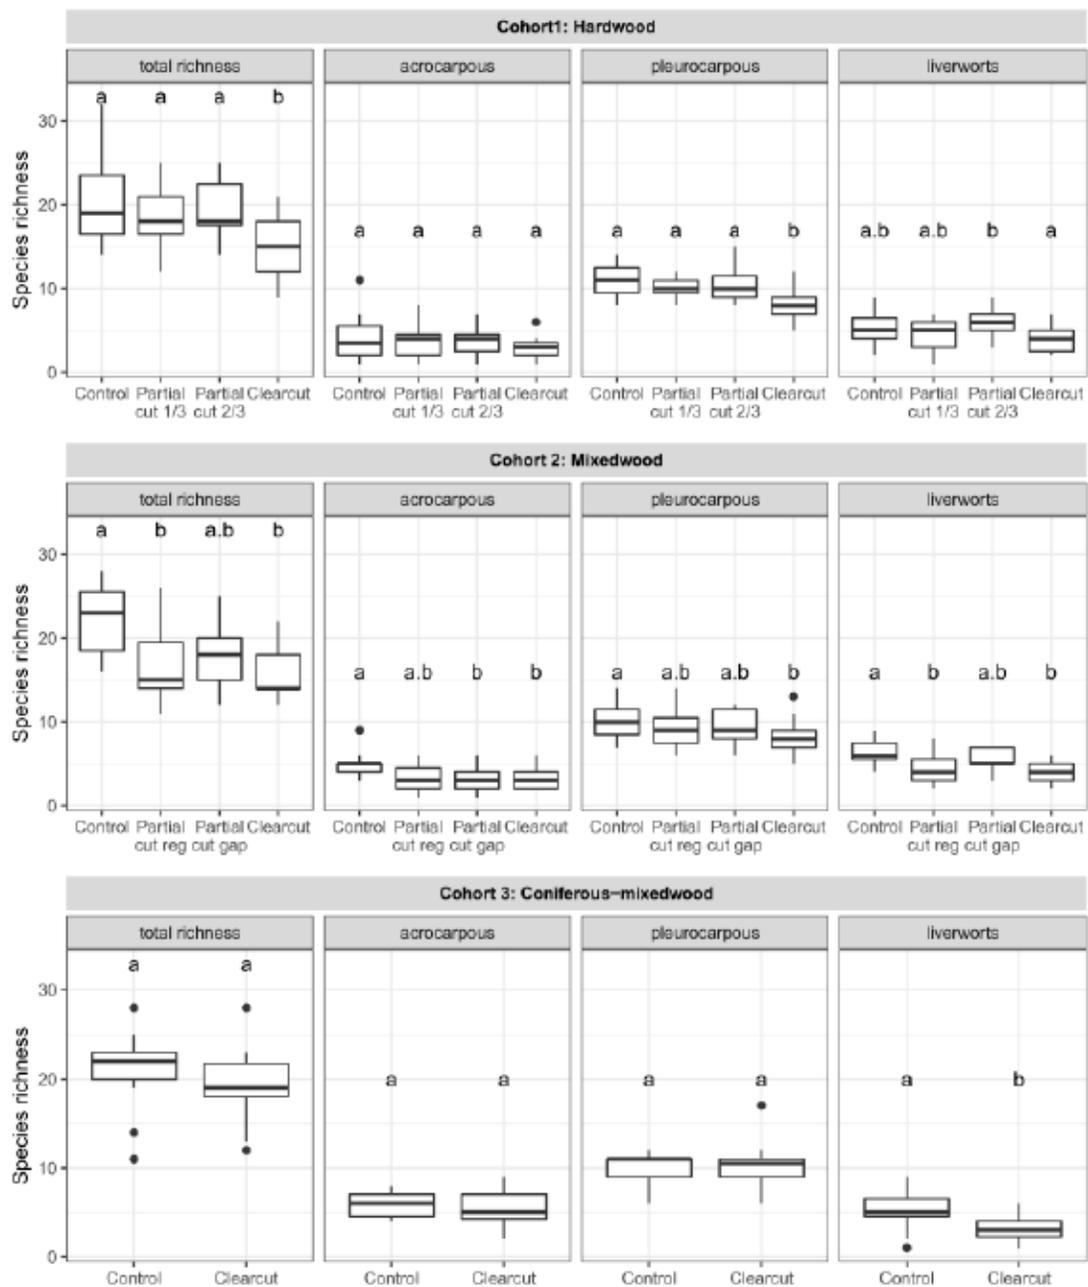 Cohort1: Hardwood
total richness acrocarpous pleurocarpous liverworts
a a a b
30
20
10
0
Species richness
a a a a
a a a b
a.b a.b b a
Control Partial Partial Clearcut Control Partial Partial Clearcut Control Partial Partial Clearcut Control Partial Partial Clearcut
cut 1/3 cut 2/3 cut 1/3 cut 2/3 cut 1/3 cut 2/3 cut 1/3 cut 2/3
Cohort 2: Mixedwood
total richness acrocarpous pleurocarpous liverworts
a b a.b b
30
20
10
0
Species richness
a a.b b b
a a.b a.b b
a b a.b b
Control Partial Partial Clearcut Control Partial Partial Clearcut Control Partial Partial Clearcut Control Partial Partial Clearcut
cut reg cut gap cut reg cut gap cut reg cut gap cut reg cut gap
Cohort 3: Coniferous-mixedwood
total richness acrocarpous pleurocarpous liverworts
a a
30
20
10
0
Species richness
a a
a a
a b
Control Clearcut Control Clearcut Control Clearcut Control Clearcut